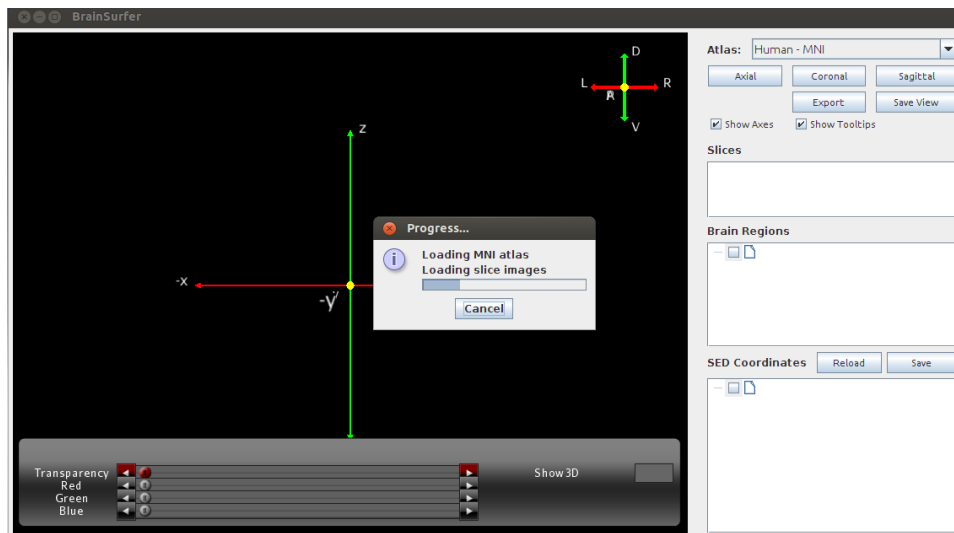 BrainSurfer
Atlas: Human - MNI
Axial Coronal Sagittal
Export Save View
Show Axes Show Tooltips
Slices
Brain Regions
SED Coordinates Reload Save
D
L R
A
V
z
-x
-y
Progress...
Loading MNI atlas
Loading slice images
Cancel
Transparency
Red
Green
Blue
Show3D